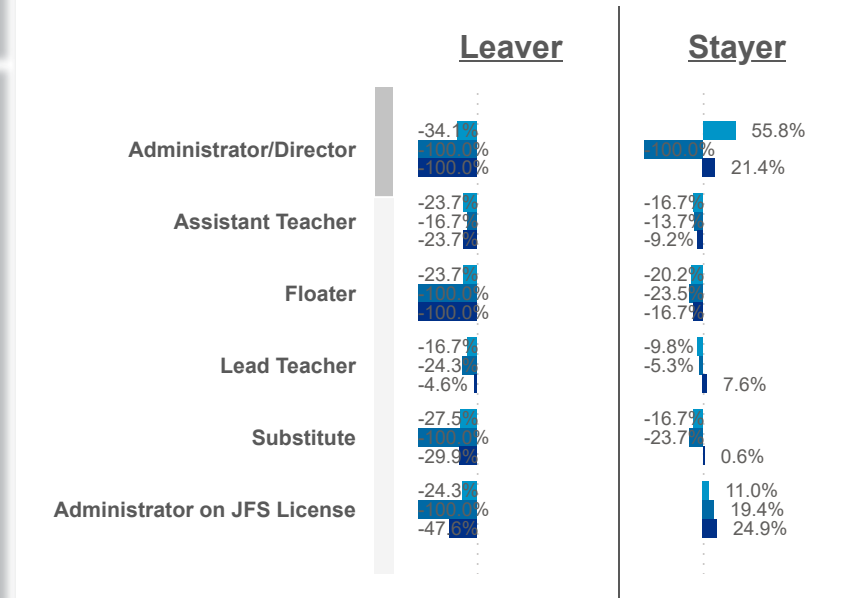 Leaver Stayer
-34.1% 55.8%
Administrator/Director -100.0% -100.0%
-100.0% 21.4%
-23.7% -16.7%
Assistant Teacher -16.7% -13.7%
-23.7% -9.2%
-23.7% -20.2%
Floater -100.0% -23.5%
-100.0% -16.7%
-16.7% -9.8%
Lead Teacher -24.3% -5.3%
-4.6% 7.6%
-27.5% -16.7%
Substitute -100.0% -23.7%
-29.9% 0.6%
-24.3% 11.0%
Administrator on JFS License -100.0% 19.4%
-47.6% 24.9%